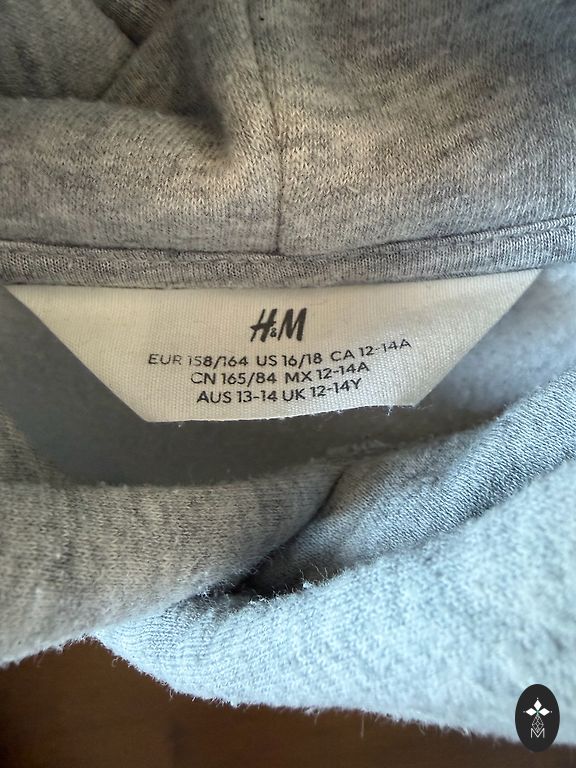 H&M
EUR 158/164 US 16/18 CA 12-14A
CN 165/84 MX 12-14A
AUS 13-14 UK 12-14Y
M